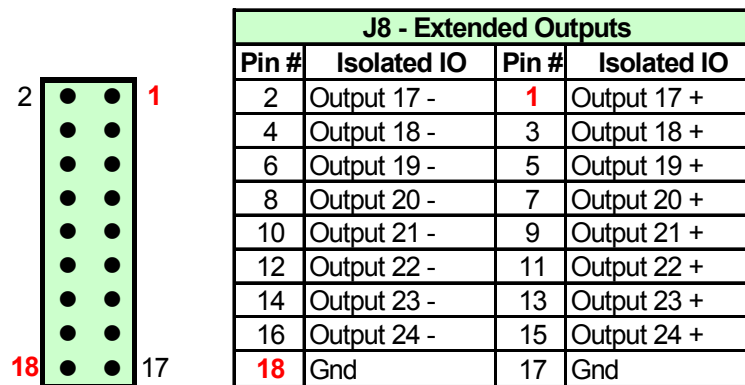 J8 - Extended Outputs
Pin # Isolated IO Pin # Isolated IO
2 1 2 Output 17 - 1 Output 17 +
4 Output 18 - 3 Output 18 +
6 Output 19 - 5 Output 19 +
8 Output 20 - 7 Output 20 +
10 Output 21 - 9 Output 21 +
12 Output 22 - 11 Output 22 +
14 Output 23 - 13 Output 23 +
16 Output 24 - 15 Output 24 +
18 17 18 Gnd 17 Gnd